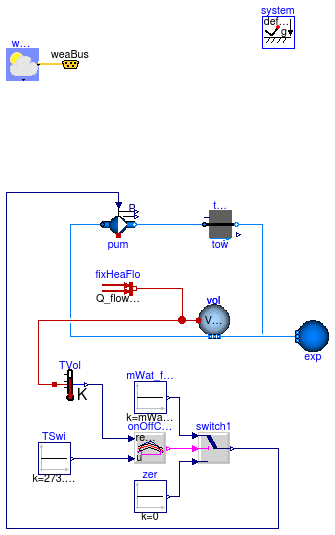 system
def...
g
w...
weaBus
P
pum
t...
tow
fixHeaFlo
Q_flow...
vol
V...
exp
TVol
K
mWat_f...
k=mWa...
onOffC...
switch1
re...
u
TSwi
k=273....
zer
k=0